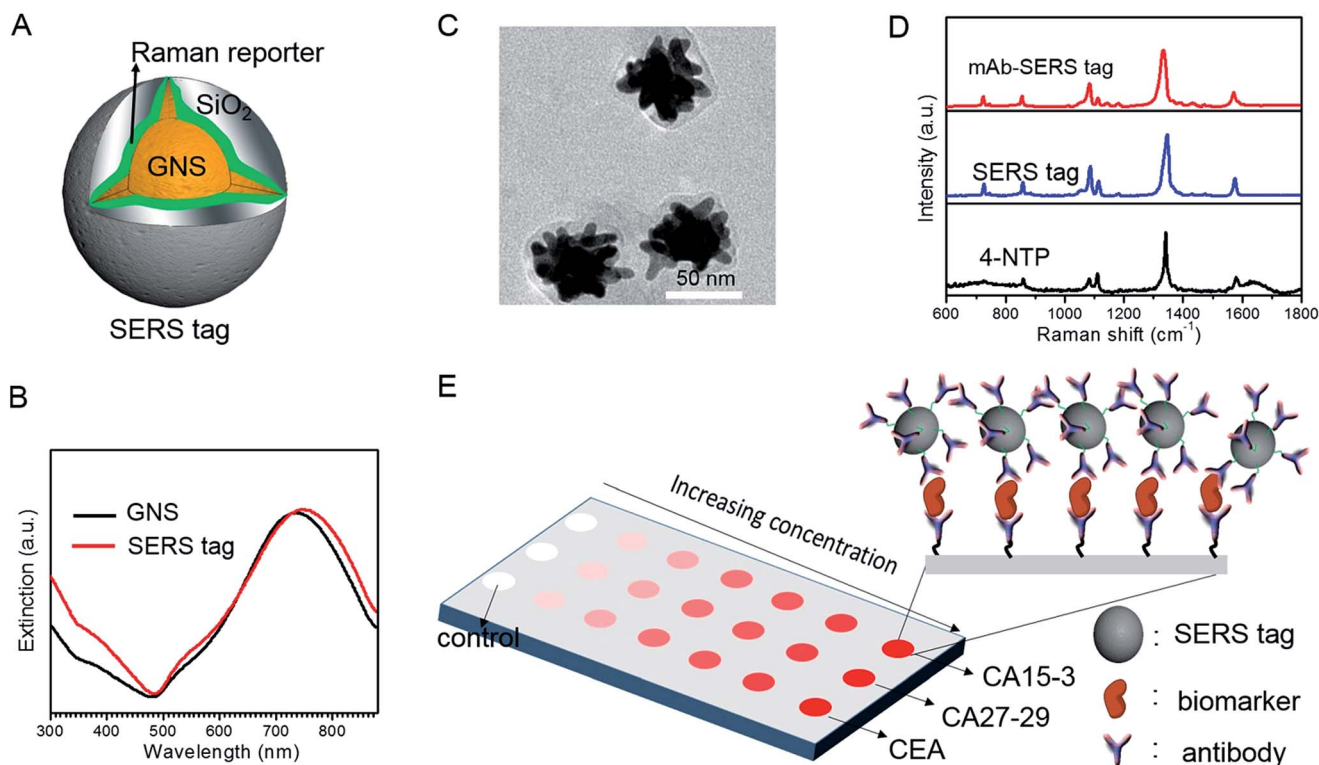 A
Raman reporter
SiO₂
GNS
SERS tag
B
Extinction (a.u.)
GNS
SERS tag
300 400 500 600 700 800
Wavelength (nm)
C
50 nm
D
Intensity (a.u.)
mAb-SERS tag
SERS tag
4-NTP
600 800 1000 1200 1400 1600 1800
Raman shift (cm⁻¹)
E
Increasing concentration
control
CA15-3
CA27-29
CEA
: SERS tag
: biomarker
: antibody